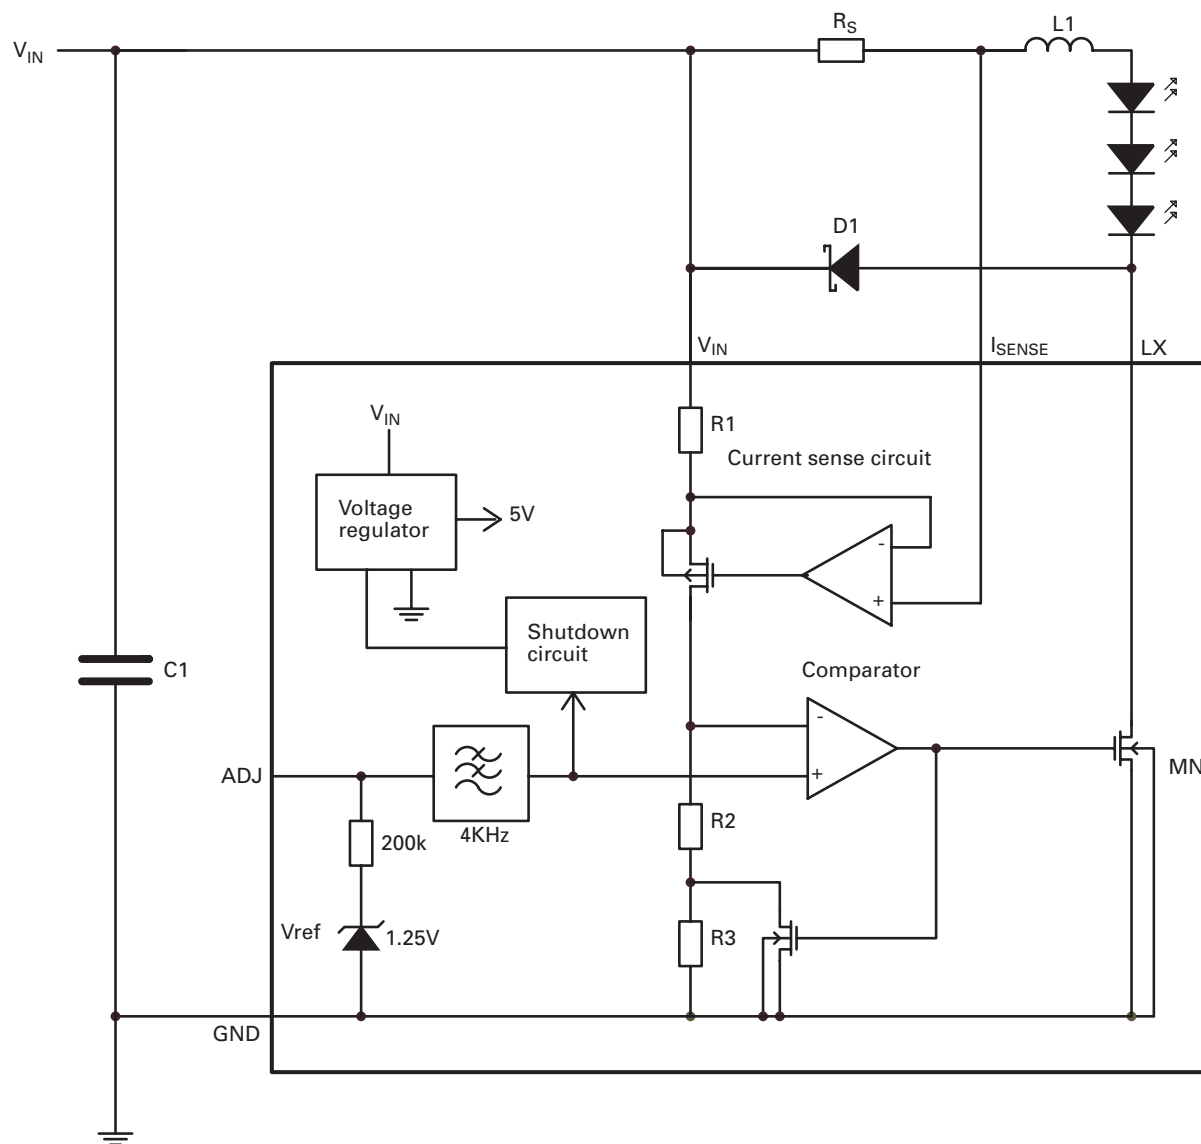 R_S
L1
V_IN
D1
V_IN
I_SENSE
LX
V_IN
R1
Current sense circuit
Voltage
regulator
5V
-
+
Shutdown
circuit
C1
Comparator
-
ADJ
+
MN
4KHz
R2
200k
Vref
1.25V
R3
GND